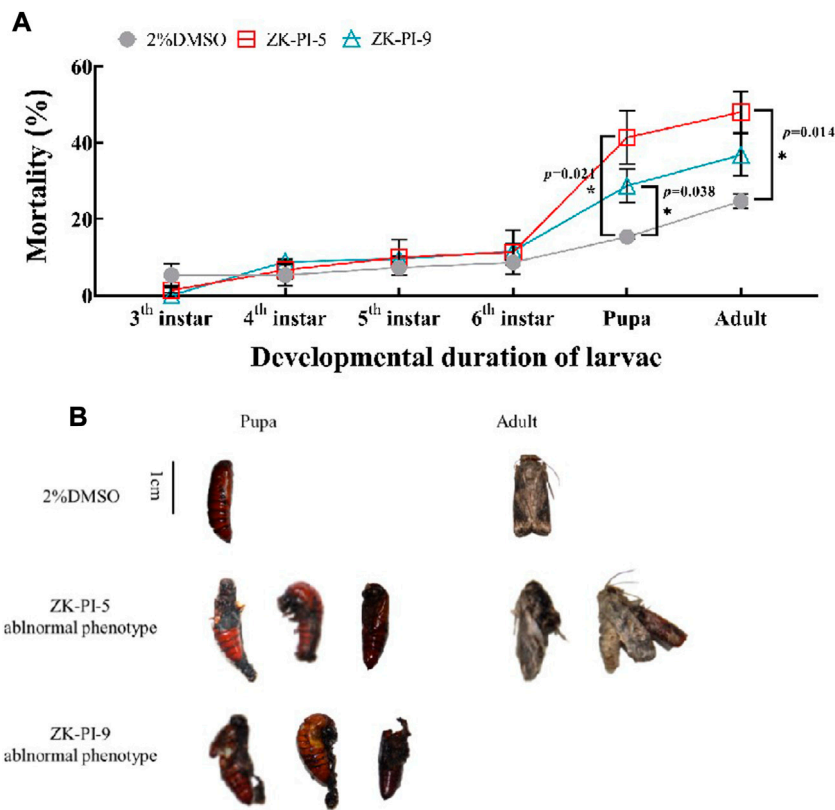 A
2%DMSO ZK-PI-5 ZK-PI-9
60
40
20
0
Mortality (%)
p=0.021
*
p=0.038
*
p=0.014
*
3th instar 4th instar 5th instar 6th instar Pupa Adult
Developmental duration of larvae
B
Pupa Adult
2%DMSO
1cm
ZK-PI-5
ablnormal phenotype
ZK-PI-9
ablnormal phenotype